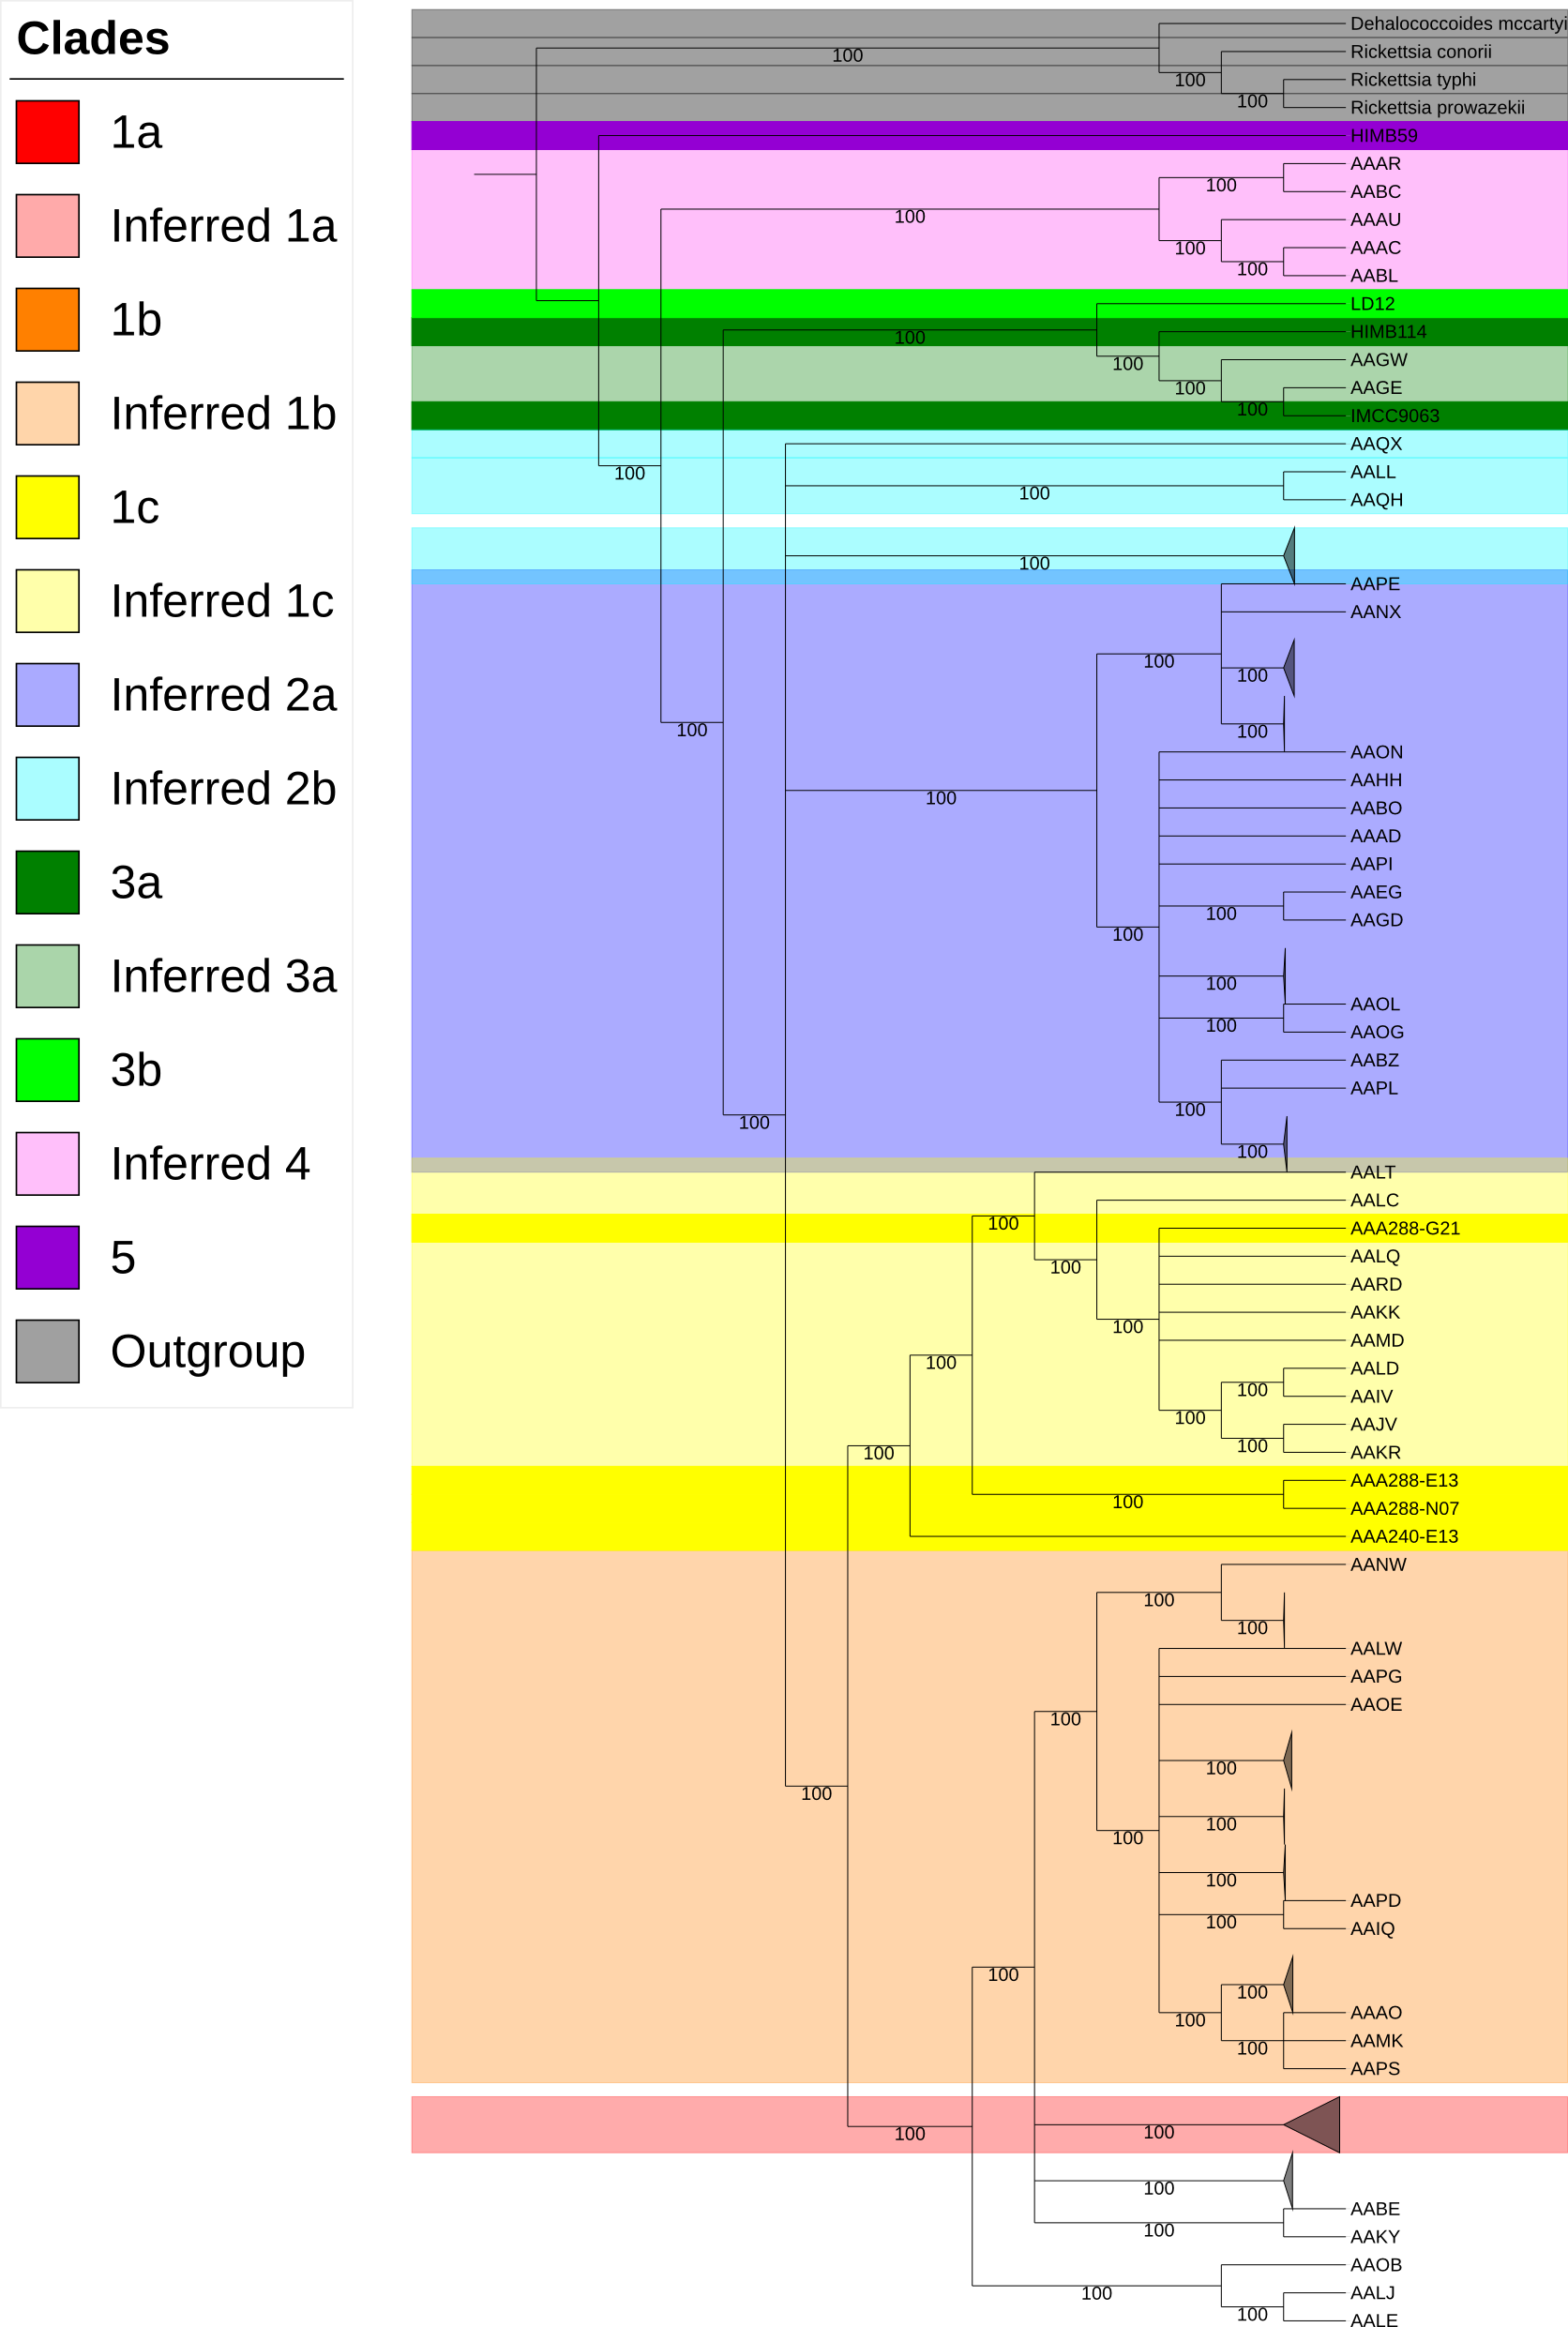 Clades
1a
Inferred 1a
1b
Inferred 1b
1c
Inferred 1c
Inferred 2a
Inferred 2b
3a
Inferred 3a
3b
Inferred 4
5
Outgroup
Dehalococcoides mccartyi
100
Rickettsia conorii
100
Rickettsia typhi
100
Rickettsia prowazekii
HIMB59
AAAR
100
AABC
100
AAAU
100
AAAC
100
AABL
LD12
HIMB114
100
AAGW
100
AAGE
100
100
IMCC9063
AAQX
AALL
100
100
AAQH
100
AAPE
AANX
100
100
100
100
AAON
AAHH
100
AABO
AAAD
AAPI
AAEG
100
AAGD
100
100
AAOL
100
AAOG
AABZ
AAPL
100
100
100
AALT
AALC
100
AAA288-G21
AALQ
100
AARD
AAKK
100
AAMD
100
AALD
100
AAIV
100
AAJV
100
100
AAKR
AAA288-E13
100
AAA288-N07
AAA240-E13
AANW
100
100
AALW
AAPG
100
AAOE
100
100
100
100
100
AAPD
100
AAIQ
100
100
AAAO
100
AAMK
100
AAPS
100
100
100
AABE
100
AAKY
AAOB
100
AALJ
100
AALE